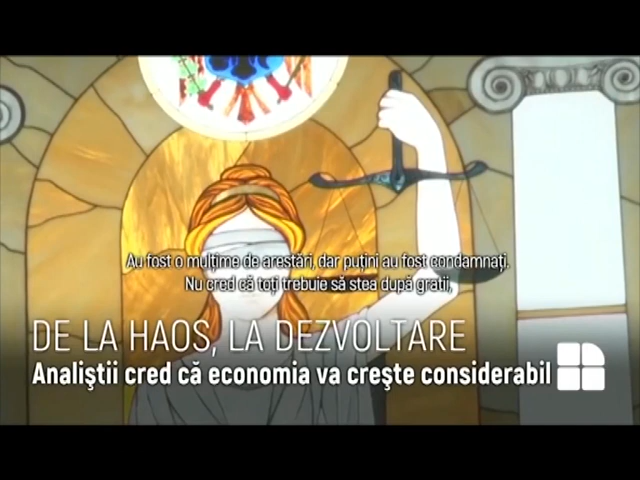 Au fost o mulțime de arestări, dar puțini au fost condamnați.
Nu cred că toți trebuie să stea după gratii,
DE LA HAOS, LA DEZVOLTARE
Analiştii cred că economia va creşte considerabil